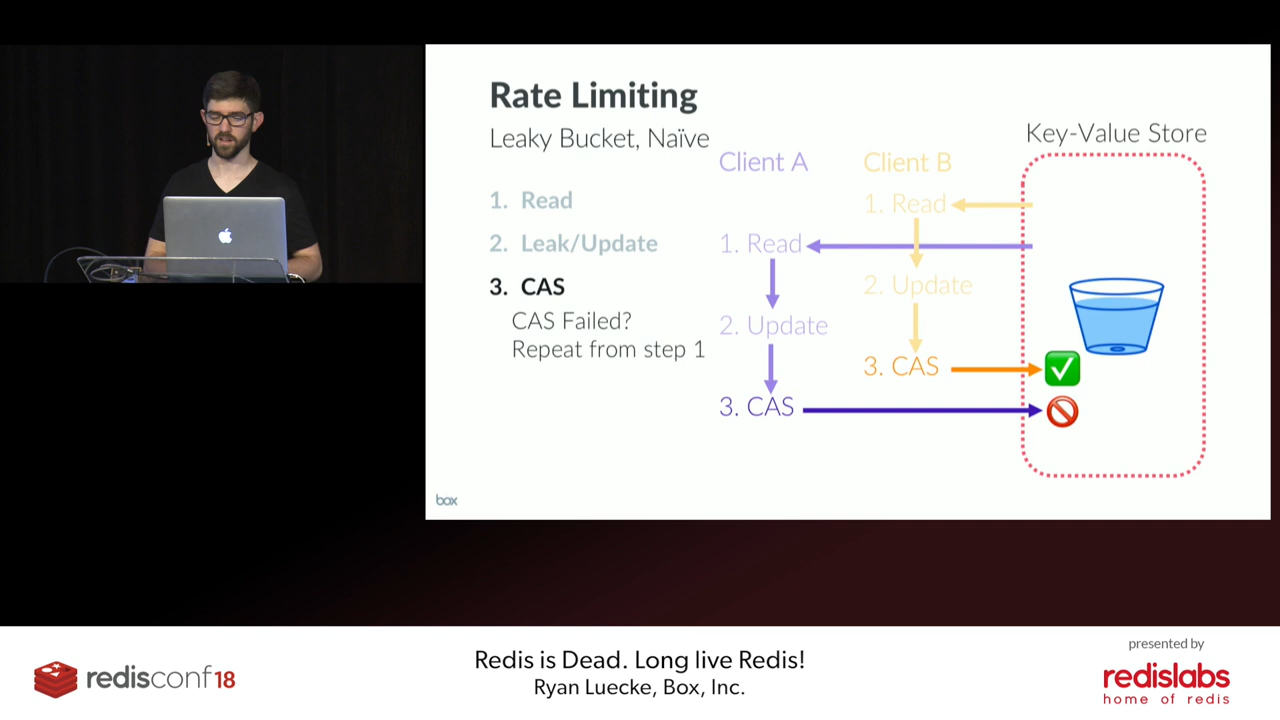 Rate Limiting
Leaky Bucket, Naïve
1. Read
2. Leak/Update
3. CAS
CAS Failed?
Repeat from step 1
Client A
1. Read
2. Update
3. CAS
Client B
1. Read
2. Update
3. CAS
Key-Value Store
box
redisconf18
Redis is Dead. Long live Redis!
Ryan Luecke, Box, Inc.
presented by
redislabs
home of redis